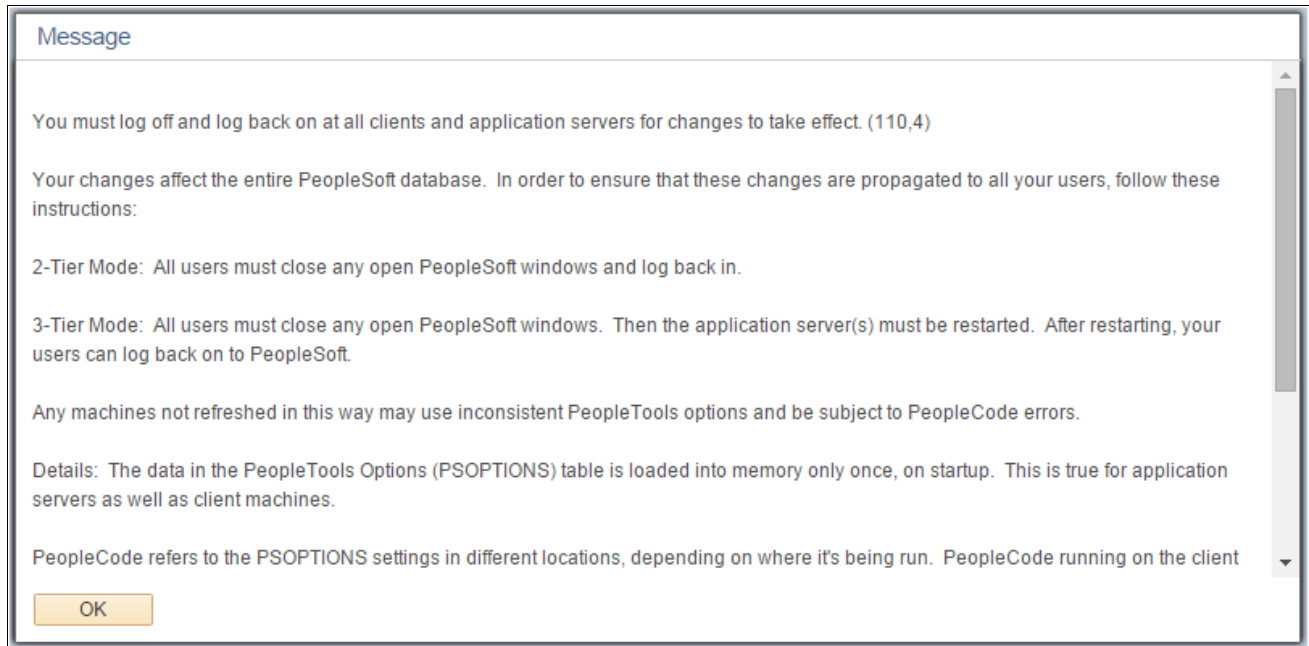 Message
You must log off and log back on at all clients and application servers for changes to take effect. (110,4)
Your changes affect the entire PeopleSoft database.  In order to ensure that these changes are propagated to all your users, follow these
instructions:
2-Tier Mode:  All users must close any open PeopleSoft windows and log back in.
3-Tier Mode:  All users must close any open PeopleSoft windows.  Then the application server(s) must be restarted.  After restarting, your
users can log back on to PeopleSoft.
Any machines not refreshed in this way may use inconsistent PeopleTools options and be subject to PeopleCode errors.
Details:  The data in the PeopleTools Options (PSOPTIONS) table is loaded into memory only once, on startup.  This is true for application
servers as well as client machines.
PeopleCode refers to the PSOPTIONS settings in different locations, depending on where it's being run.  PeopleCode running on the client
OK